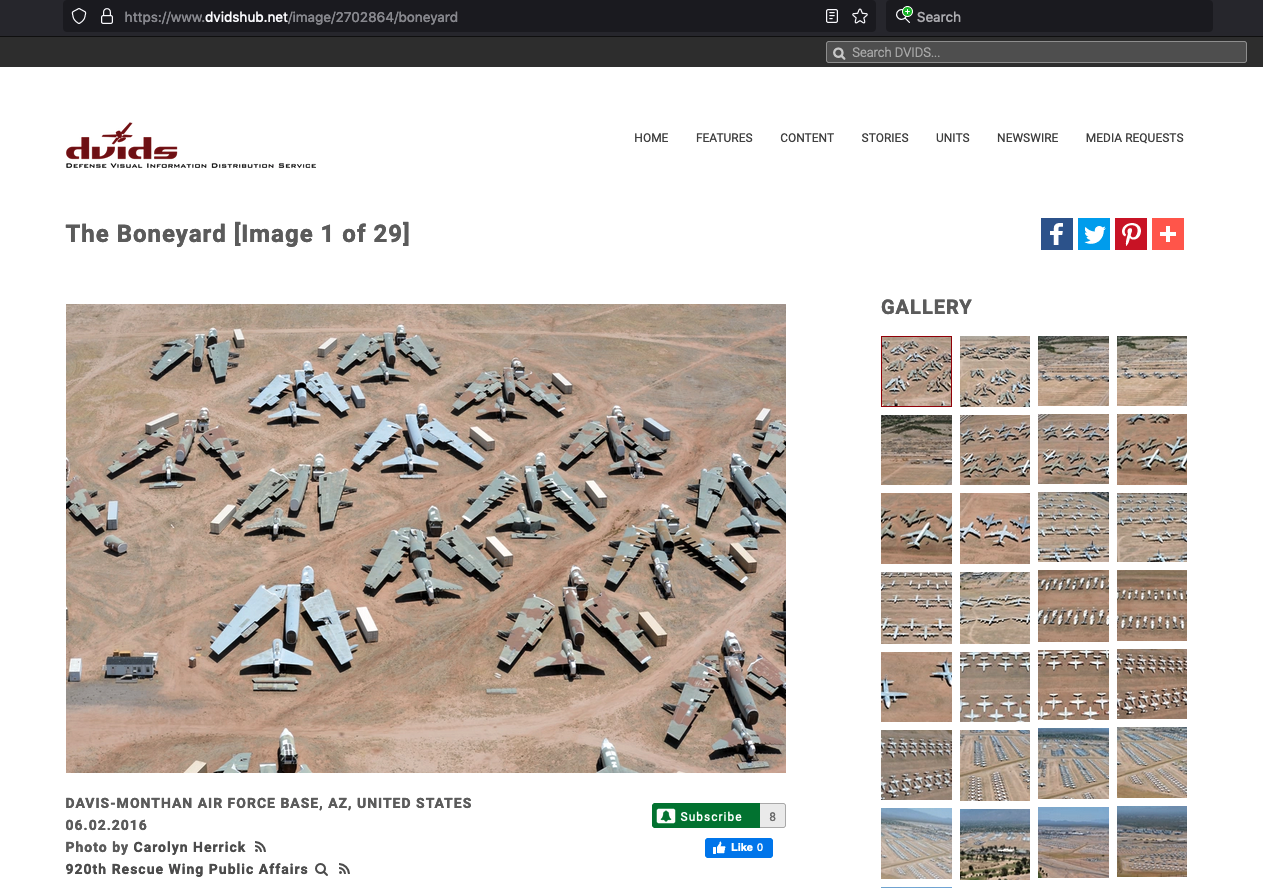 https://www.dvidshub.net/image/2702864/boneyard
Search
Search DVIDS...
dvids
DEFENSE VISUAL INFORMATION DISTRIBUTION SERVICE
HOME FEATURES CONTENT STORIES UNITS NEWSWIRE MEDIA REQUESTS
The Boneyard [Image 1 of 29]
GALLERY
DAVIS-MONTHAN AIR FORCE BASE, AZ, UNITED STATES
06.02.2016
Photo by Carolyn Herrick
920th Rescue Wing Public Affairs
Subscribe 8
Like 0